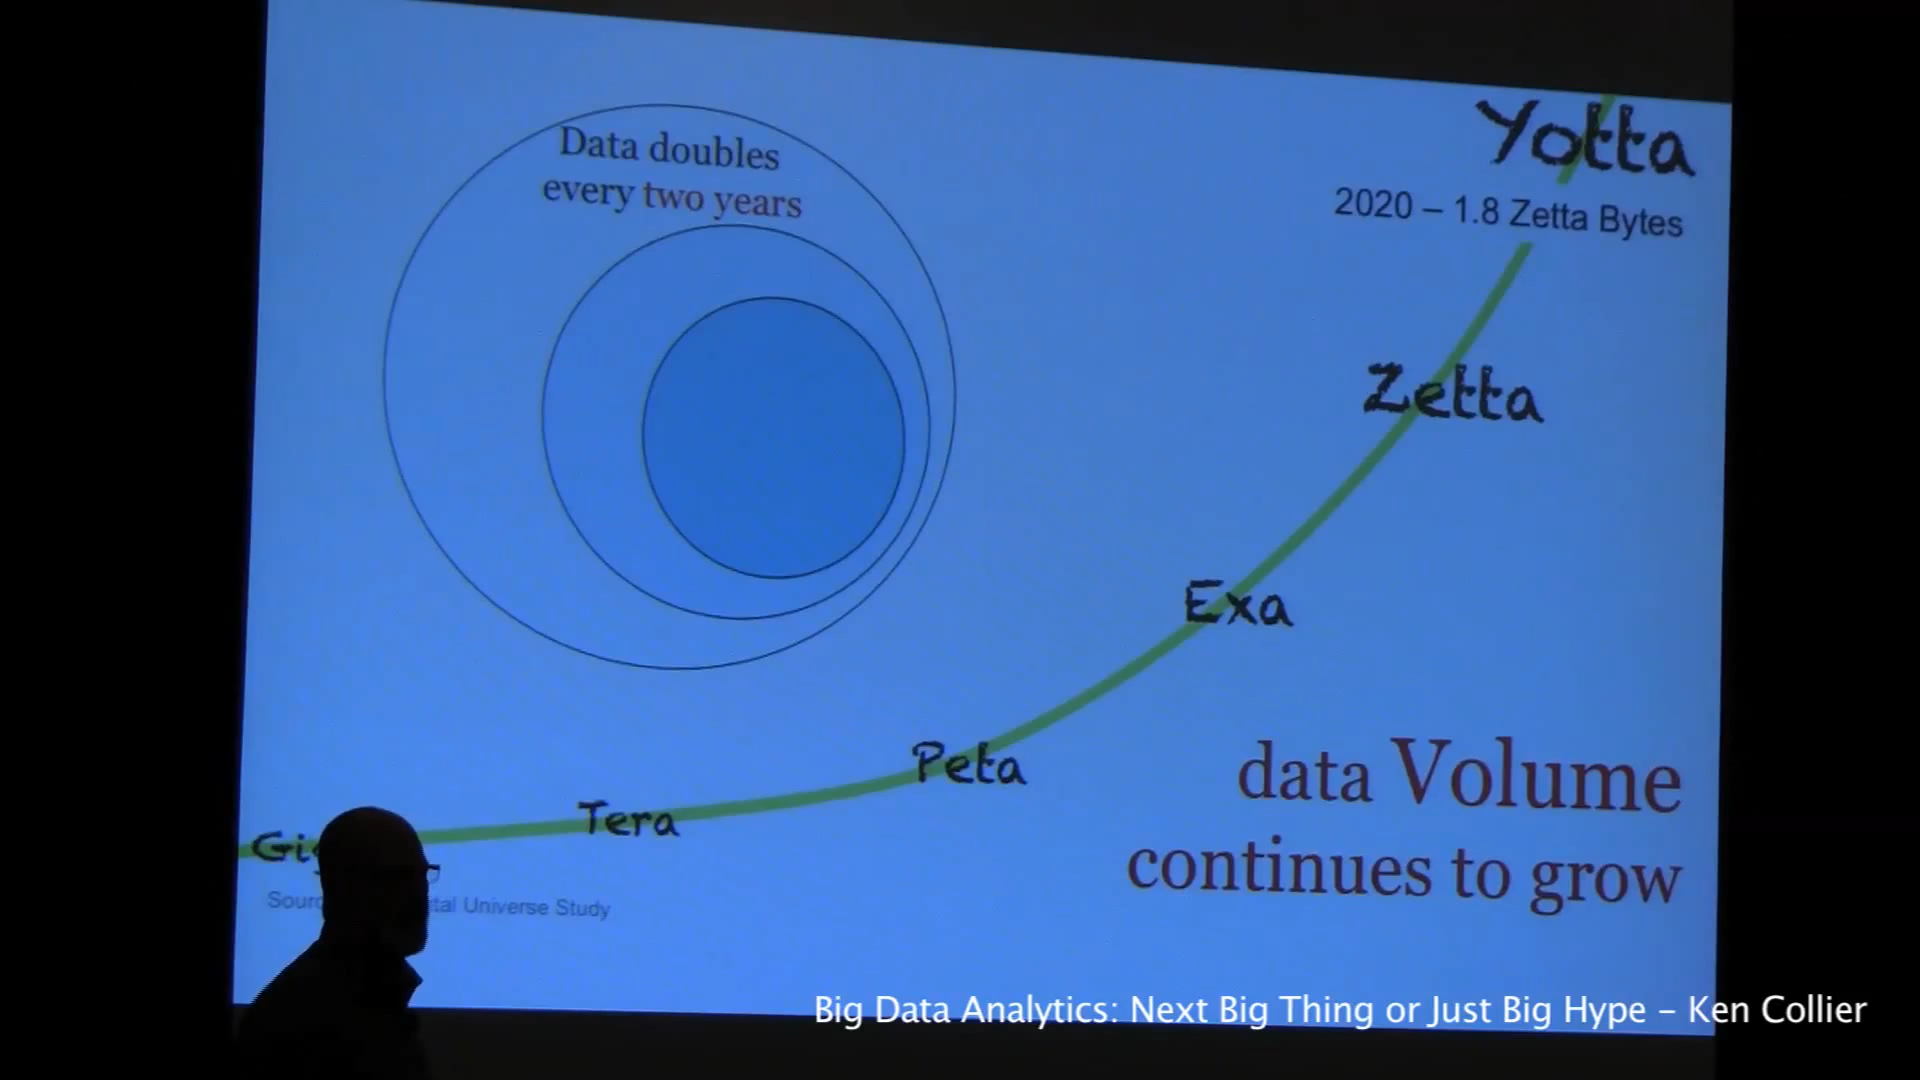 Data doubles
every two years
Yotta
2020 – 1.8 Zetta Bytes
Zetta
Exa
Peta
Tera
data Volume
continues to grow
Universe Study
Big Data Analytics: Next Big Thing or Just Big Hype – Ken Collier